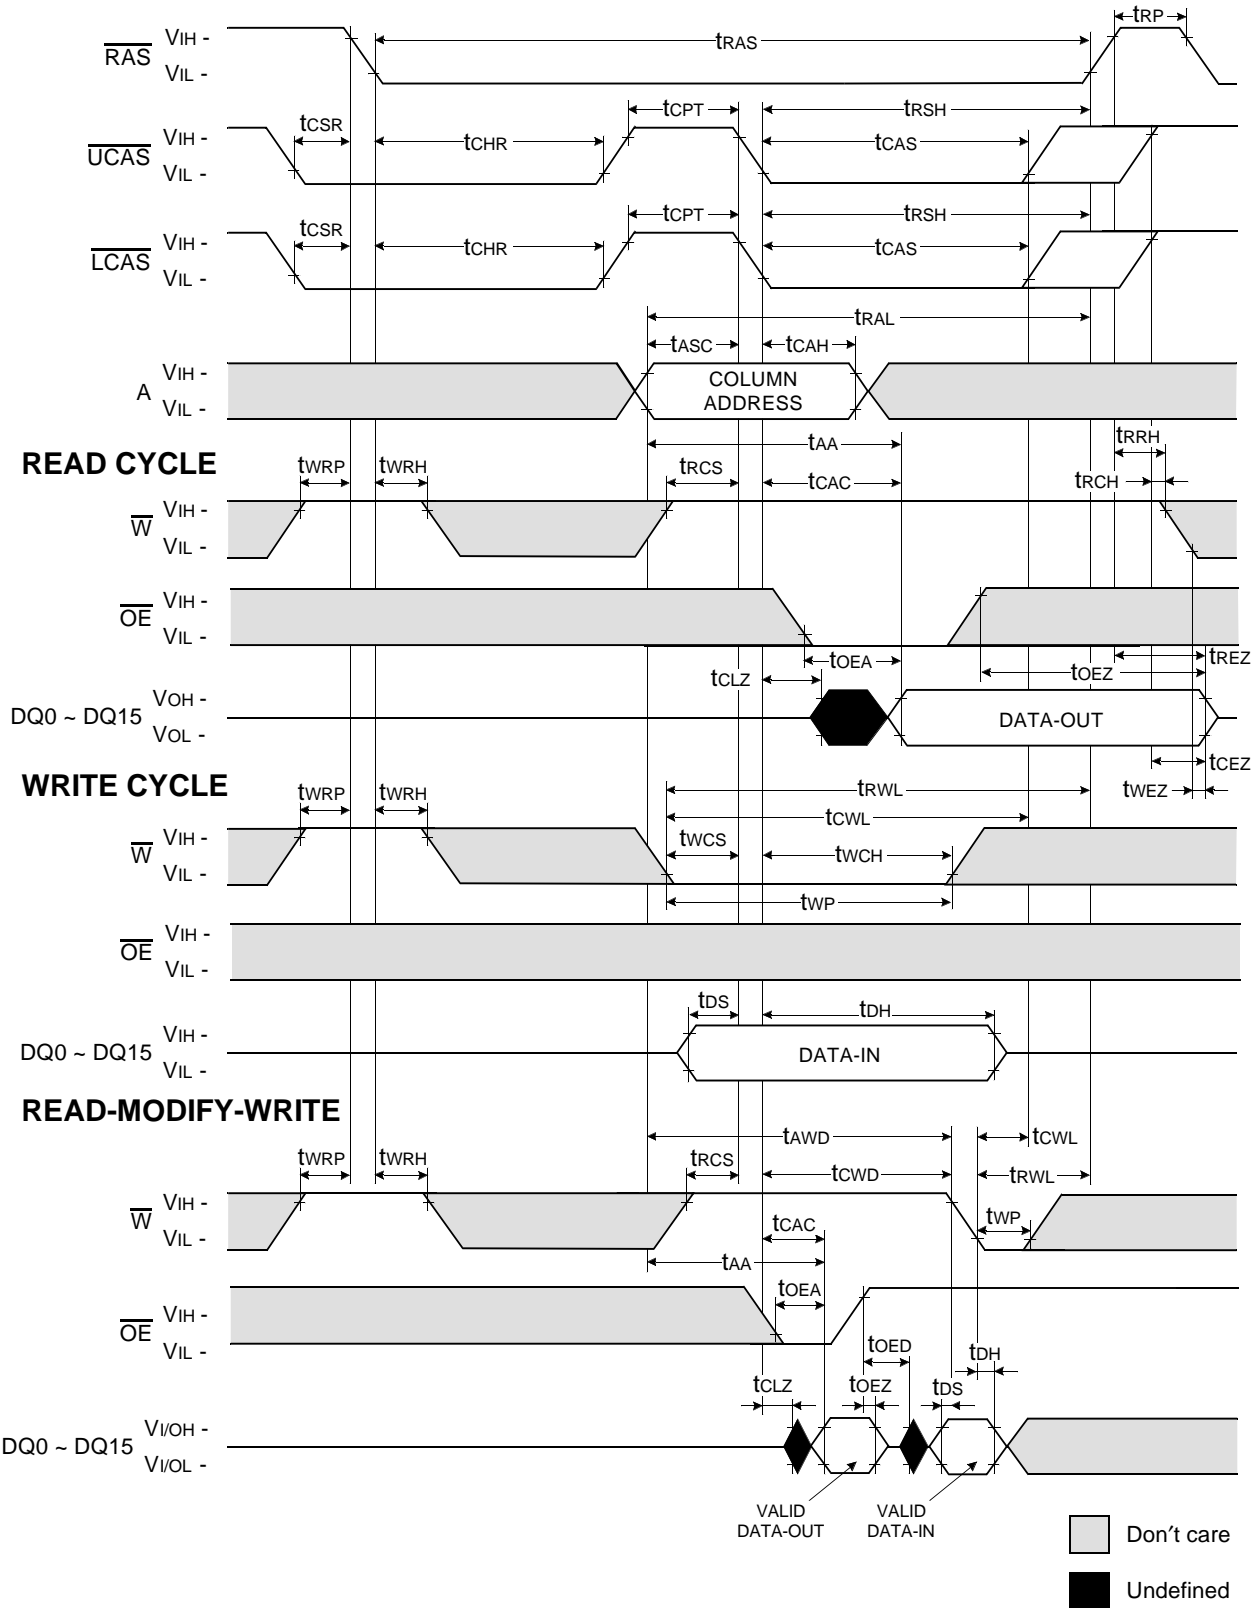 tRP
RAS VIH -
VIL -
tRAS
tCPT tRSH
tCSR
UCAS VIH -
VIL -
tCHR tCAS
tCPT tRSH
tCSR
LCAS VIH -
VIL -
tCHR tCAS
tRAL
tASC tCAH
A VIH -
VIL -
COLUMN
ADDRESS
tAA tRRH
READ CYCLE
tWRP tWRH tRCS tCAC tRCH
W VIH -
VIL -
OE VIH -
VIL -
tOEA tREZ
tCLZ tOEZ
DQ0 ~ DQ15 VOH -
VOL -
DATA-OUT
tCEZ
WRITE CYCLE
tWRP tWRH tRWL tWEZ
tCWL
W VIH -
VIL -
tWCS tWCH
tWP
OE VIH -
VIL -
tDS tDH
DQ0 ~ DQ15 VIH -
VIL -
DATA-IN
READ-MODIFY-WRITE
tAWD tCWL
tWRP tWRH tRCS tCWD tRWL
W VIH -
VIL -
tCAC tWP
tAA
tOEA
OE VIH -
VIL -
tOED tDH
tCLZ tOEZ tDS
DQ0 ~ DQ15 VI/OH -
VI/OL -
VALID
DATA-OUT
VALID
DATA-IN
Don't care
Undefined